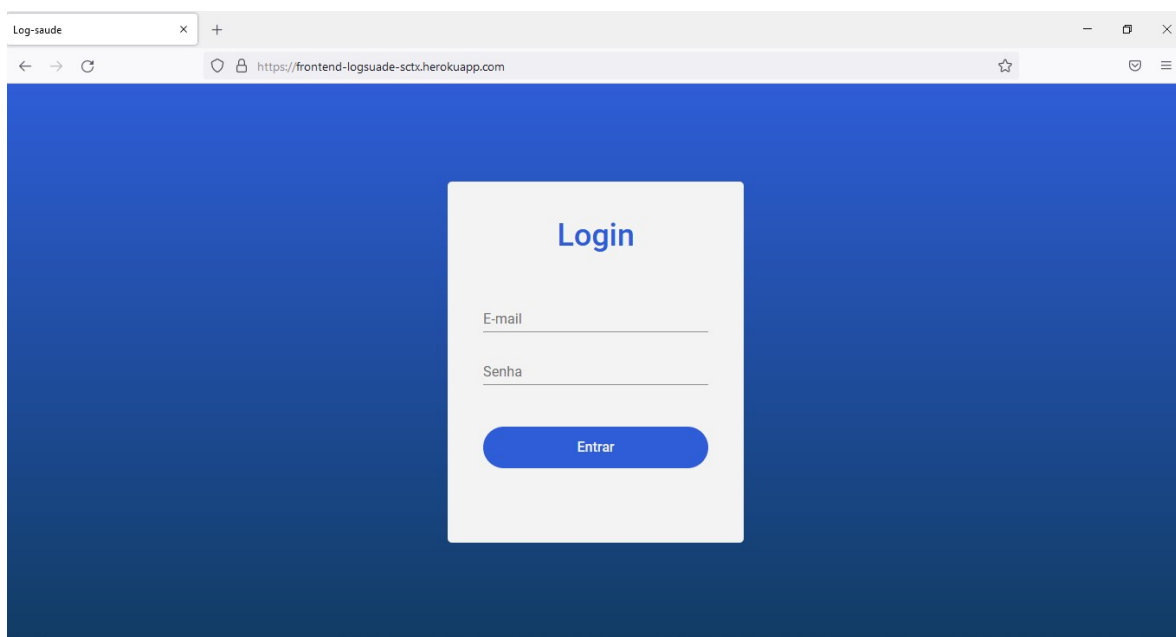 Log-saude
https://frontend-logsuade-sctx.herokuapp.com
Login
E-mail
Senha
Entrar